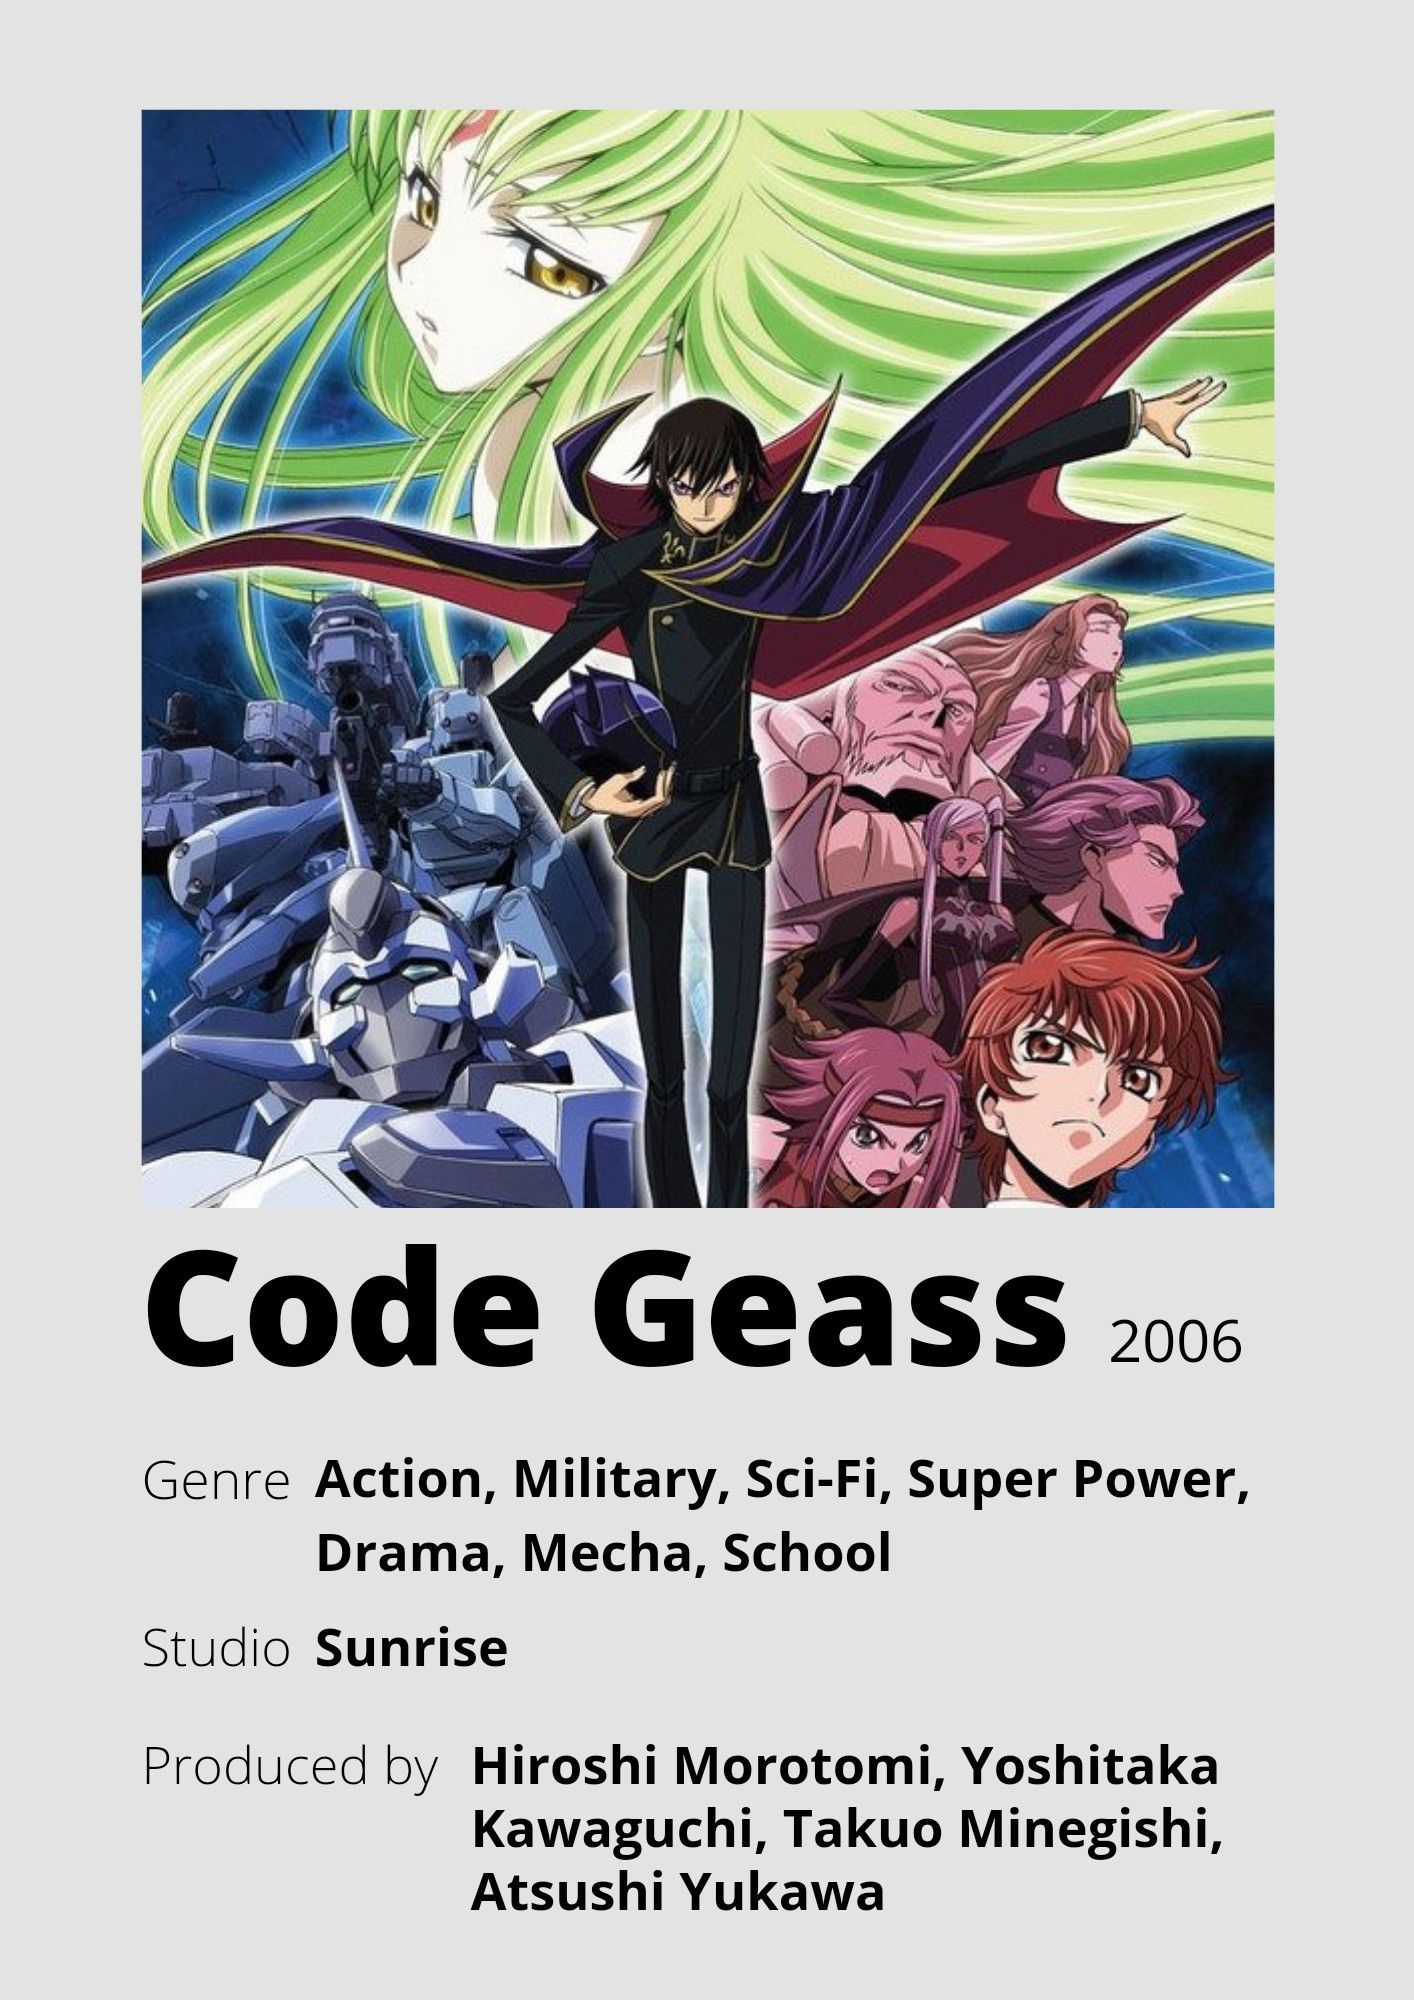 Code Geass 2006
Genre Action, Military, Sci-Fi, Super Power,
Drama, Mecha, School
Studio Sunrise
Produced by Hiroshi Morotomi, Yoshitaka
Kawaguchi, Takuo Minegishi,
Atsushi Yukawa